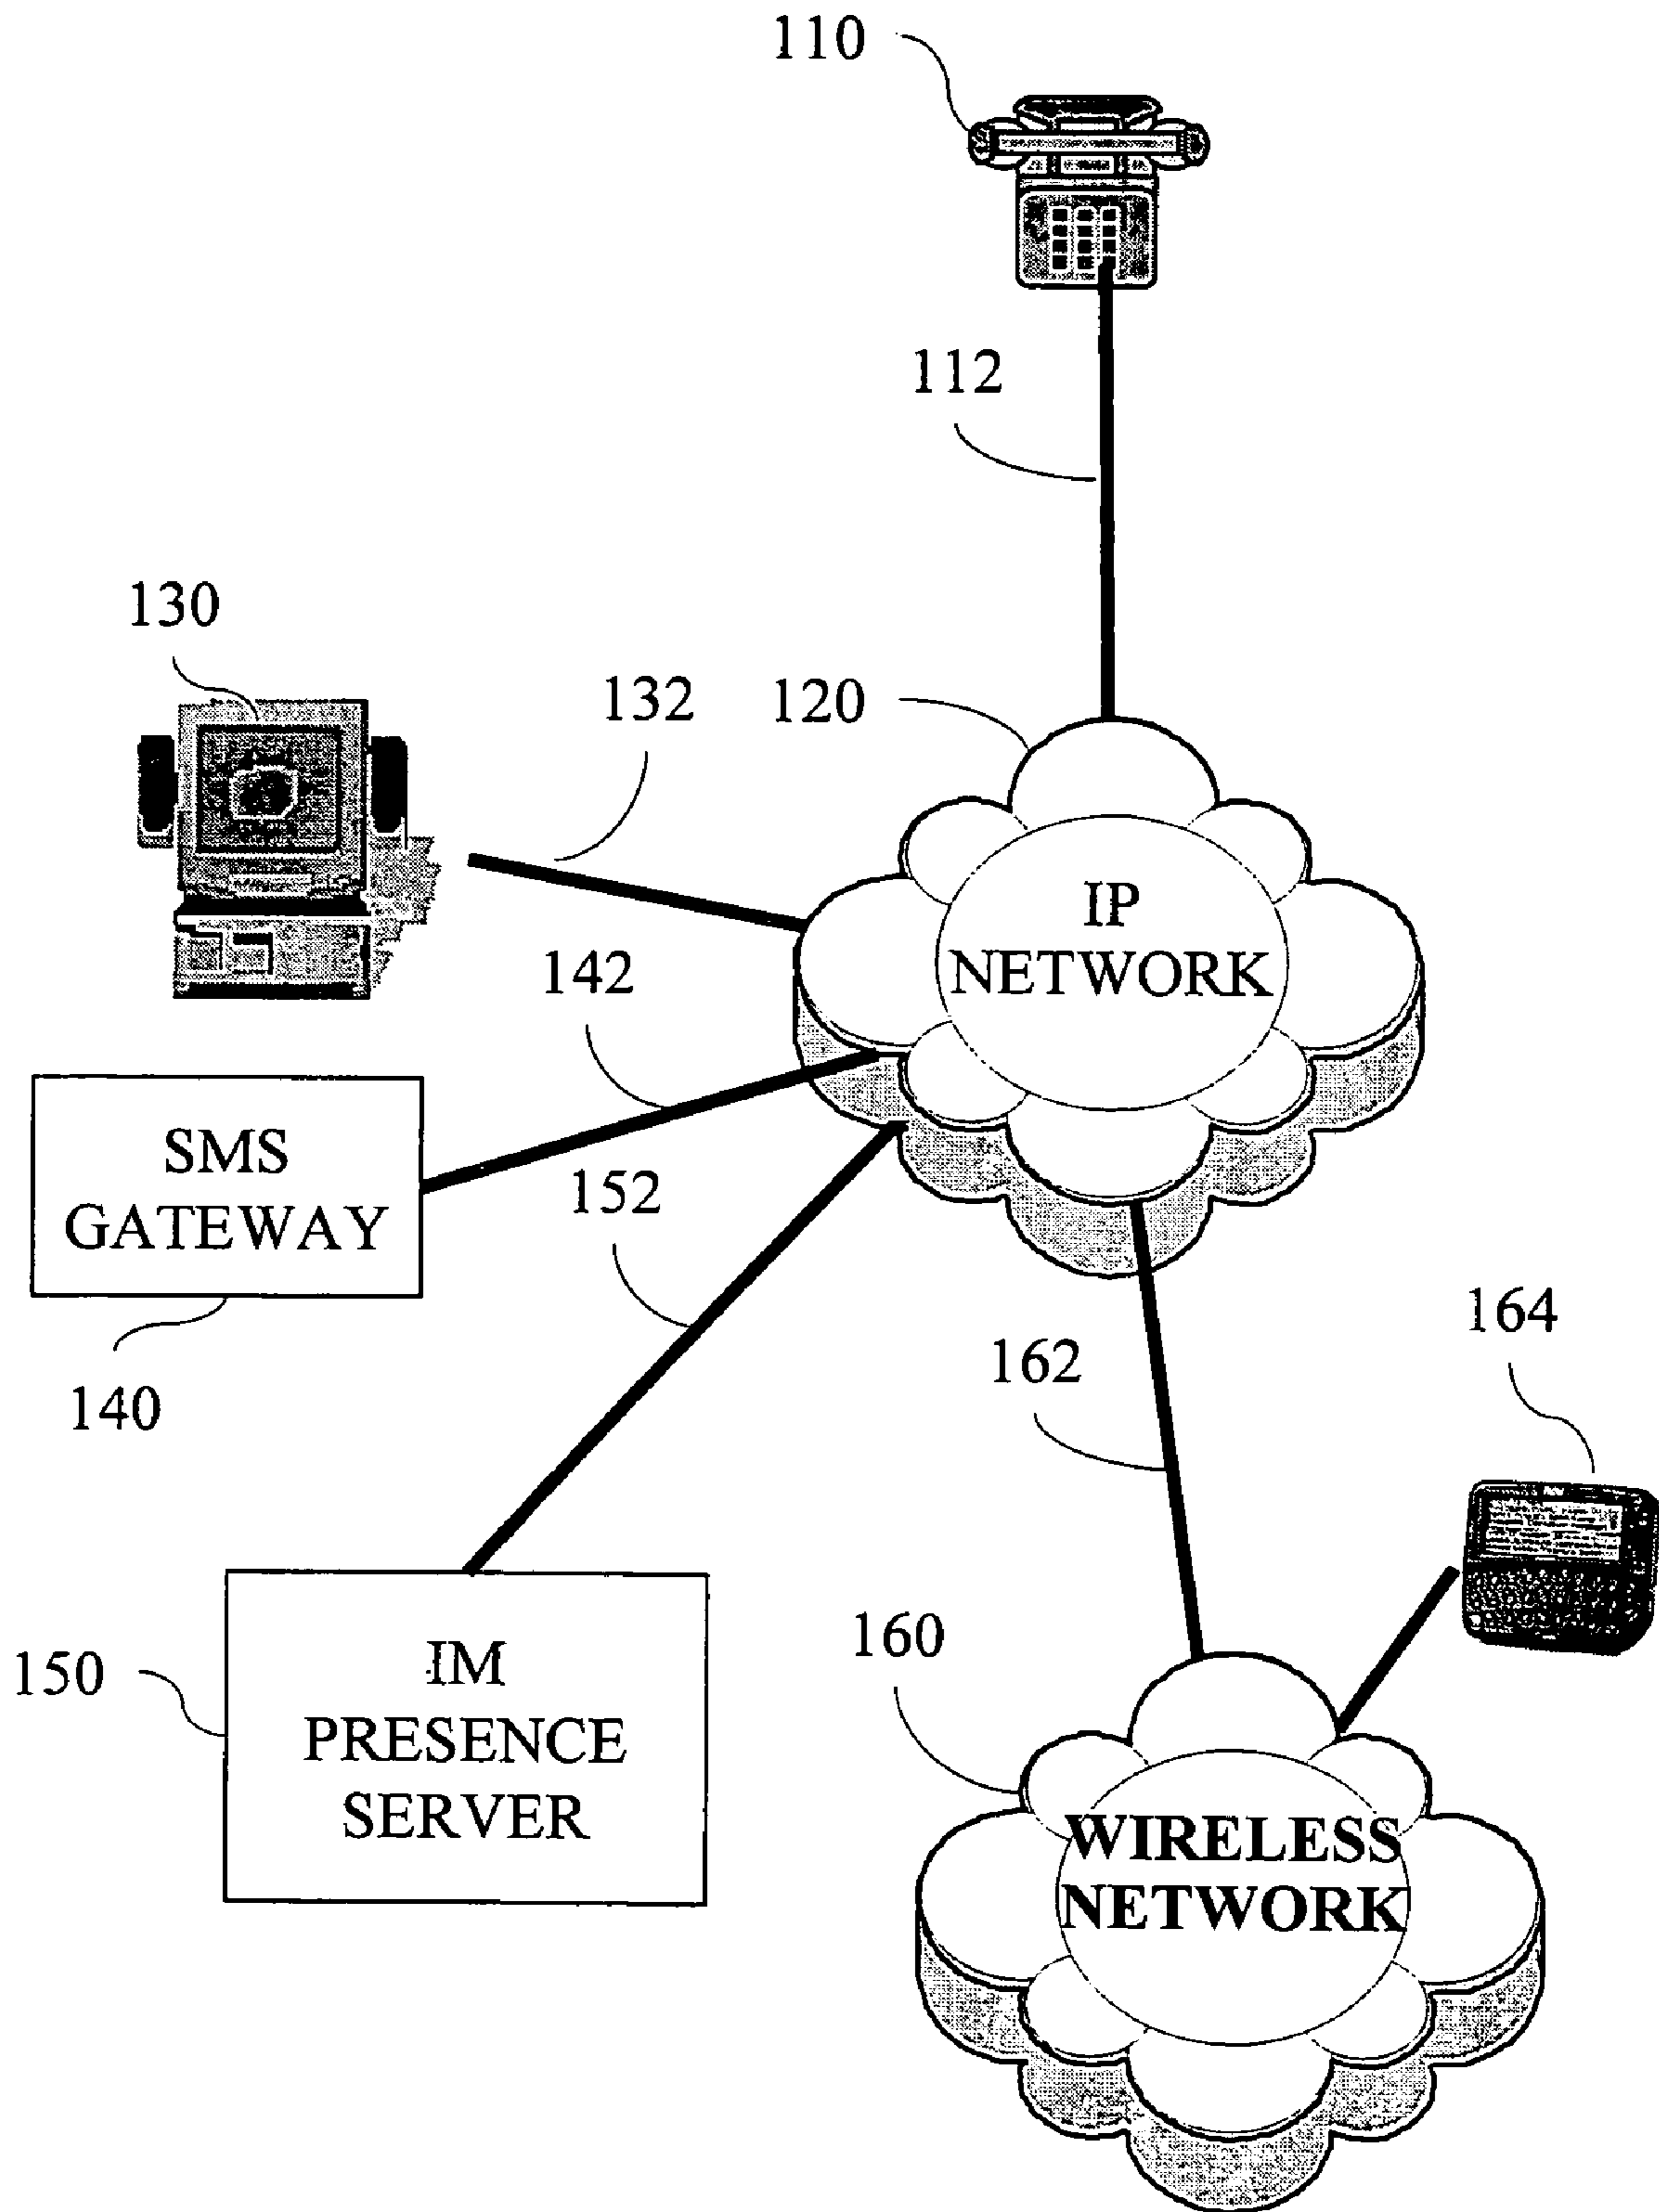 110
112
130
132
120
IP
NETWORK
142
SMS
GATEWAY
152
140
162
164
IM
PRESENCE
SERVER
150
160
WIRELESS
NETWORK